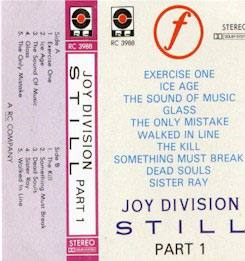 Side A
1. Exercise One
2. Ice Age
3. The Sound Of Music
4. Glass
5. The Only Mistake
A RC COMPANY
Side B
1. The Kill
2. Something Must Break
3. Dead Souls
4. Sister Ray
5. Walked In Line
RC 3988
JOY DIVISION
STILL
PART 1
STEREO
RC 3988
STEREO
f
EXERCISE ONE
ICE AGE
THE SOUND OF MUSIC
GLASS
THE ONLY MISTAKE
WALKED IN LINE
THE KILL
SOMETHING MUST BREAK
DEAD SOULS
SISTER RAY
JOY DIVISION
STILL
PART 1